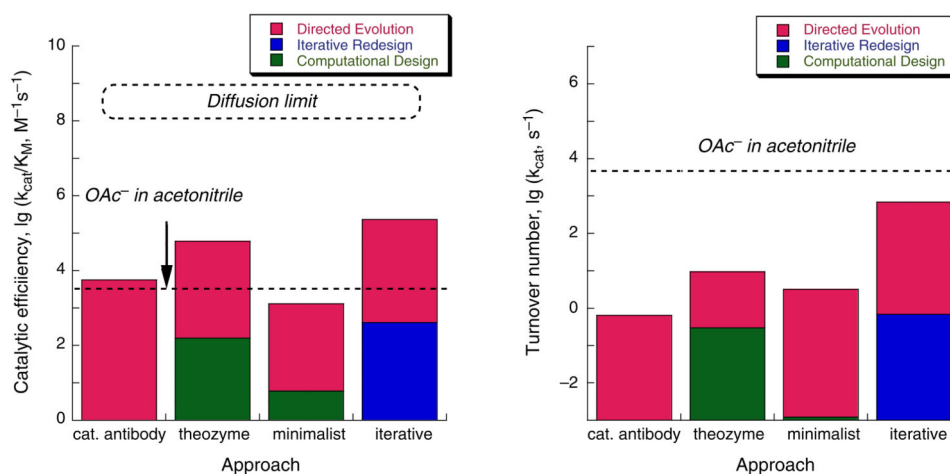 Directed Evolution
Iterative Redesign
Computational Design
10
8
6
4
2
0
Catalytic efficiiency, lg (kcat/KM, M⁻¹s⁻¹)
Diffusion limit
OAc⁻ in acetonitrile
cat. antibody theozyme minimalist iterative
Approach
Directed Evolution
Iterative Redesign
Computational Design
6
4
2
0
−2
Turnover number, lg (kcat, s⁻¹)
OAc⁻ in acetonitrile
cat. antibody theozyme minimalist iterative
Approach